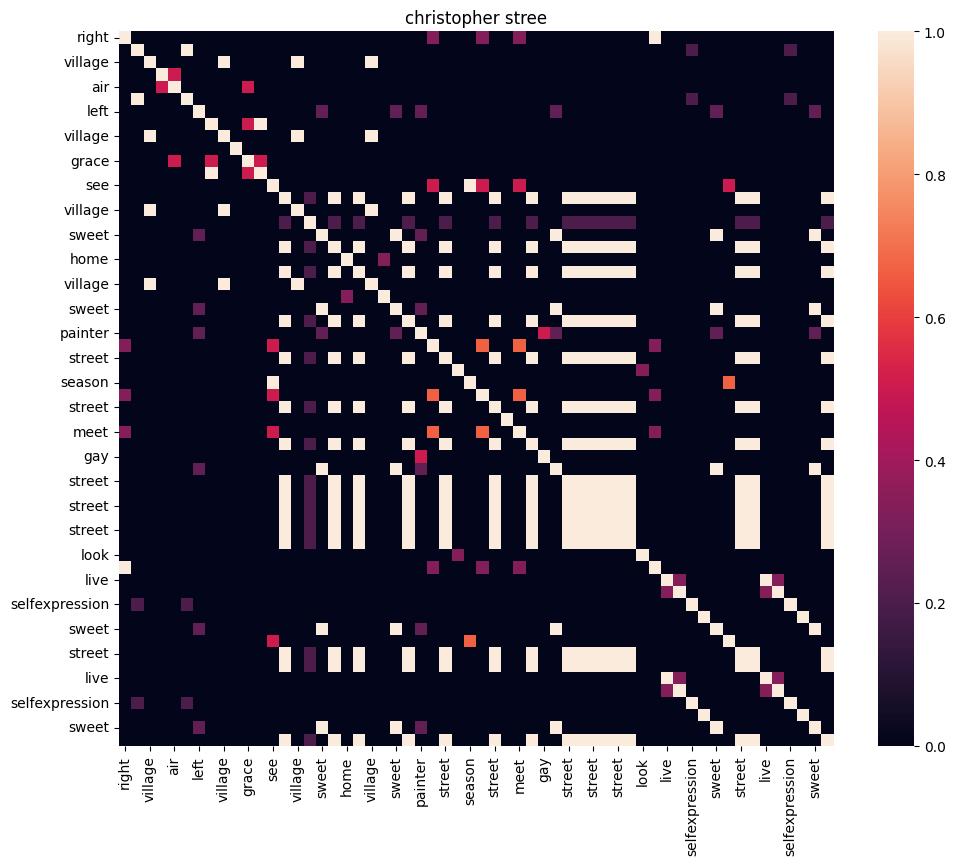 christopher stree
right
village
air
left
village
grace
see
village
sweet
home
village
sweet
painter
street
season
street
meet
gay
street
street
street
look
live
selfexpression
sweet
street
live
selfexpression
sweet
right
village
air
left
village
grace
see
village
sweet
home
village
sweet
painter
street
season
street
meet
gay
street
street
street
look
live
selfexpression
sweet
street
live
selfexpression
sweet
1.0
0.8
0.6
0.4
0.2
0.0